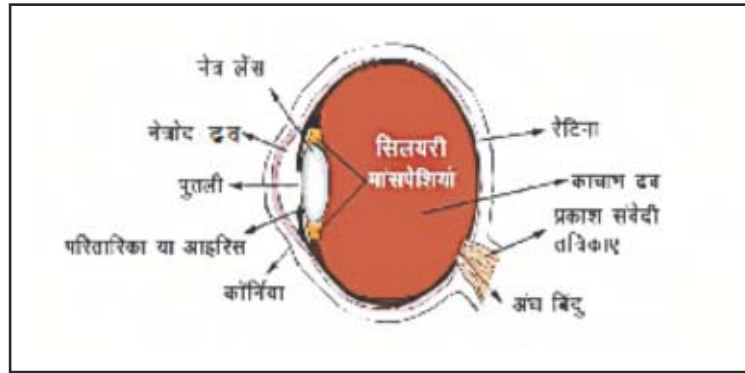 नेत्र लेंस
नेत्रोद द्रव
पुतली
परितारिका या आइरिस
कॉर्निया
सिलयरी
मांसपेशियां
रेटिना
काचाभ द्रव
प्रकाश संवेदी
तंत्रिकाएं
अंध बिंदु